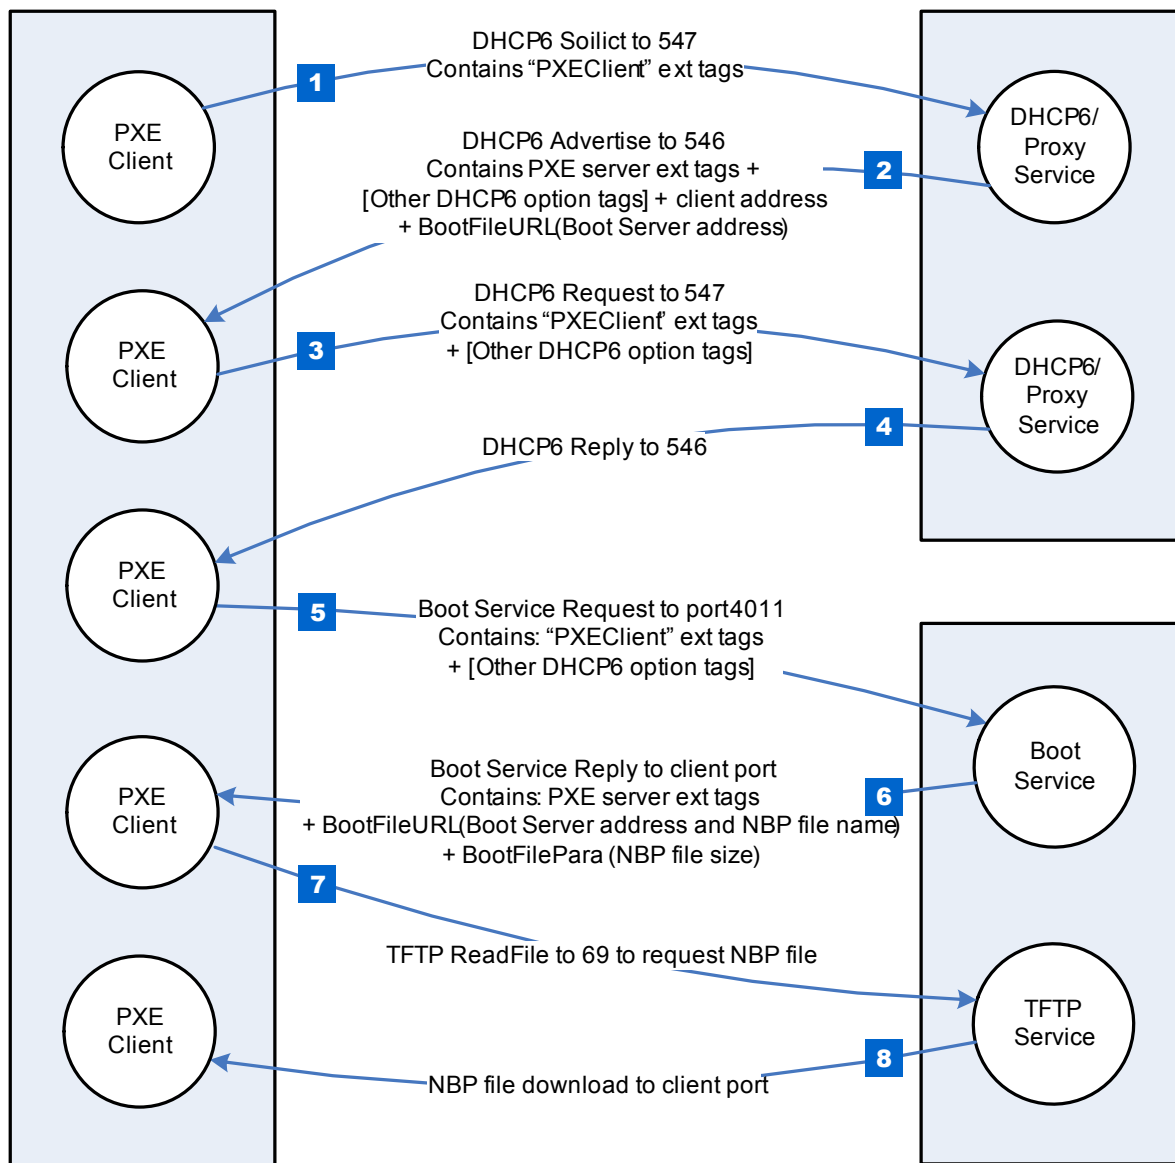 DHCP6 Soilict to 547
Contains “PXEClient” ext tags
1
PXE
Client
DHCP6/
Proxy
Service
DHCP6 Advertise to 546
Contains PXE server ext tags +
[Other DHCP6 option tags] + client address
+ BootFileURL(Boot Server address)
2
DHCP6 Request to 547
Contains “PXEClient” ext tags
+ [Other DHCP6 option tags]
3
PXE
Client
DHCP6/
Proxy
Service
4
DHCP6 Reply to 546
PXE
Client
5
Boot Service Request to port4011
Contains: “PXEClient” ext tags
+ [Other DHCP6 option tags]
Boot
Service
Boot Service Reply to client port
Contains: PXE server ext tags
+ BootFileURL(Boot Server address and NBP file name)
+ BootFilePara (NBP file size)
6
PXE
Client
7
TFTP ReadFile to 69 to request NBP file
TFTP
Service
PXE
Client
8
NBP file download to client port